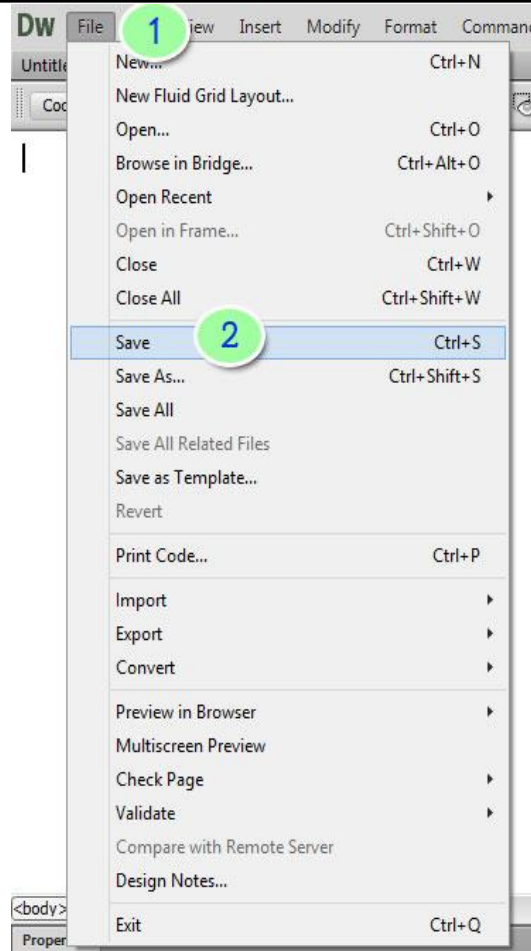 Dw File 1 iew Insert Modify Format Comman
Untitle
Coc
New... Ctrl+N
New Fluid Grid Layout...
Open... Ctrl+O
Browse in Bridge... Ctrl+Alt+O
Open Recent
Open in Frame... Ctrl+Shift+O
Close Ctrl+W
Close All Ctrl+Shift+W
Save 2 Ctrl+S
Save As... Ctrl+Shift+S
Save All
Save All Related Files
Save as Template...
Revert
Print Code... Ctrl+P
Import
Export
Convert
Preview in Browser
Multiscreen Preview
Check Page
Validate
Compare with Remote Server
Design Notes...
Exit Ctrl+Q
<body>
Proper